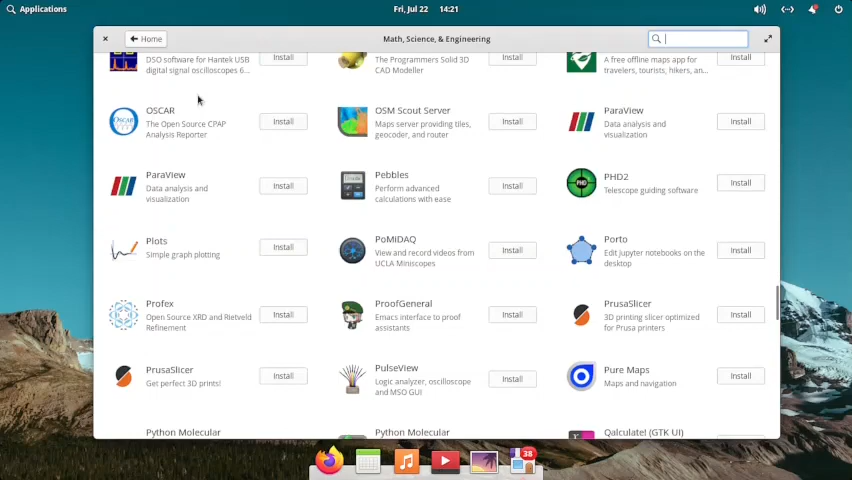 Applications
Fri, Jul 22 14:21
Home
Math, Science, & Engineering
DSO software for Hantek USB
digital signal oscilloscopes 6...
Install
The Programmers Solid 3D
CAD Modeller
Install
A free offline maps app for
travelers, tourists, hikers, an...
Install
OSCAR
The Open Source CPAP
Analysis Reporter
Install
OSM Scout Server
Maps server providing tiles,
geocoder, and router
Install
ParaView
Data analysis and
visualization
Install
ParaView
Data analysis and
visualization
Install
Pebbles
Perform advanced
calculations with ease
Install
PHD2
Telescope guiding software
Install
Plots
Simple graph plotting
Install
PoMiDAQ
View and record videos from
UCLA Miniscopes
Install
Porto
Edit Jupyter notebooks on the
desktop
Install
Profex
Open Source XRD and Rietveld
Refinement
Install
ProofGeneral
Emacs interface to proof
assistants
Install
PrusaSlicer
3D printing slicer optimized
for Prusa printers
Install
PrusaSlicer
Get perfect 3D prints!
Install
PulseView
Logic analyzer, oscilloscope
and MSO GUI
Install
Pure Maps
Maps and navigation
Install
Python Molecular
Python Molecular
Qalculate! (GTK UI)
38